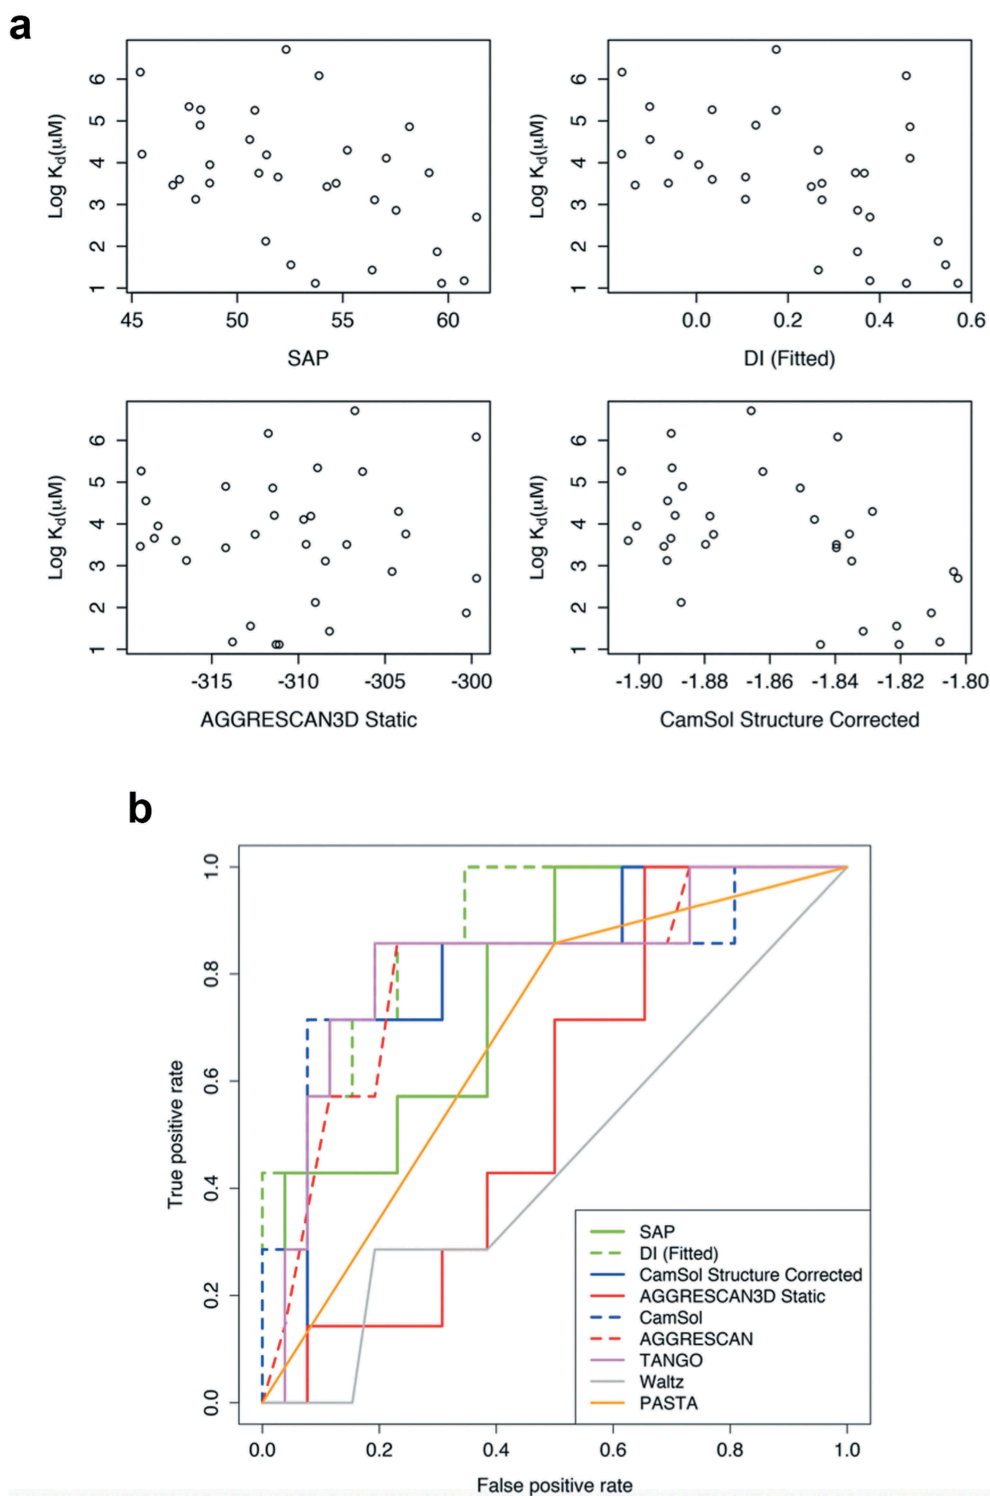 a
Log Kd(μM)
1 2 3 4 5 6
45 50 55 60
SAP
Log Kd(μM)
1 2 3 4 5 6
0.0 0.2 0.4 0.6
DI (Fitted)
Log Kd(μM)
1 2 3 4 5 6
-315 -310 -305 -300
AGGRESCAN3D Static
Log Kd(μM)
1 2 3 4 5 6
-1.90 -1.88 -1.86 -1.84 -1.82 -1.80
CamSol Structure Corrected
b
True positive rate
0.0 0.2 0.4 0.6 0.8 1.0
SAP
DI (Fitted)
CamSol Structure Corrected
AGGRESCAN3D Static
CamSol
AGGRESCAN
TANGO
Waltz
PASTA
0.0 0.2 0.4 0.6 0.8 1.0
False positive rate